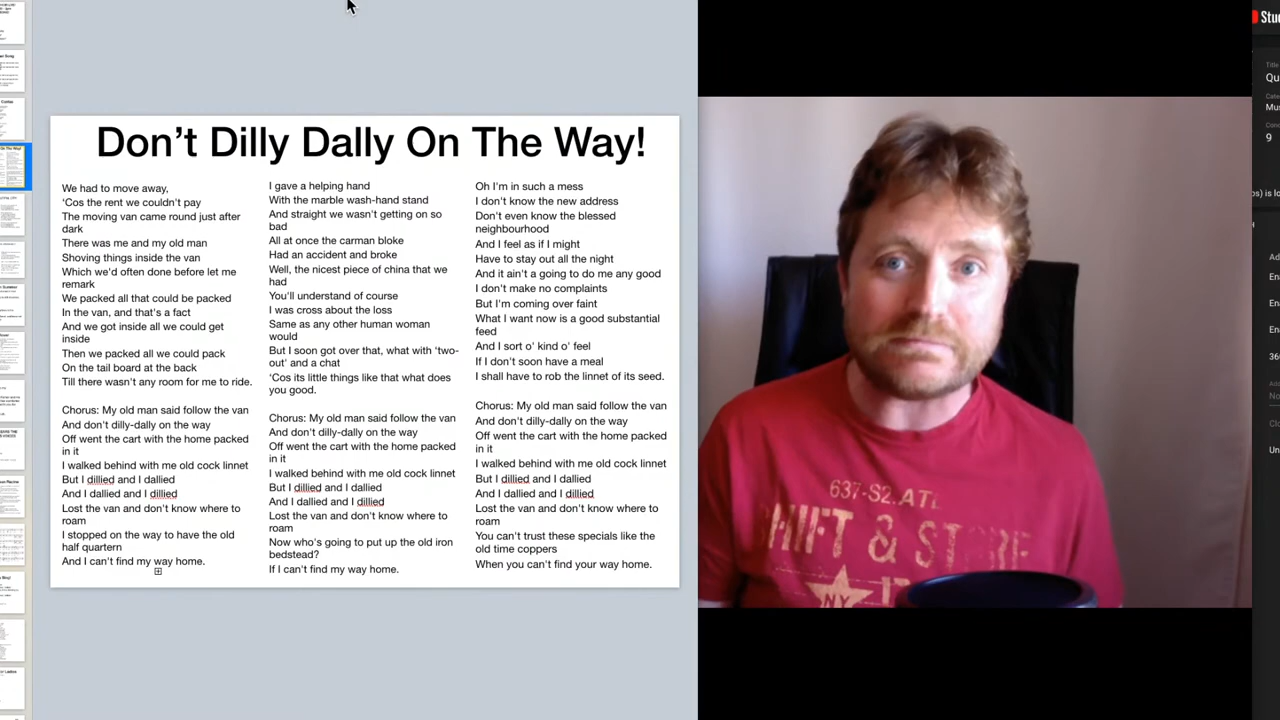 Don't Dilly Dally On The Way!
We had to move away,
‘Cos the rent we couldn't pay
The moving van came round just after
dark
There was me and my old man
Shoving things inside the van
Which we'd often done before let me
remark
We packed all that could be packed
In the van, and that's a fact
And we got inside all we could get
inside
Then we packed all we could pack
On the tail board at the back
Till there wasn't any room for me to ride.
Chorus: My old man said follow the van
And don't dilly-dally on the way
Off went the cart with the home packed
in it
I walked behind with me old cock linnet
But I dillied and I dallied
And I dallied and I dillied
Lost the van and don't know where to
roam
I stopped on the way to have the old
half quartern
And I can't find my way home.
I gave a helping hand
With the marble wash-hand stand
And straight we wasn't getting on so
bad
All at once the carman bloke
Had an accident and broke
Well, the nicest piece of china that we
had
You'll understand of course
I was cross about the loss
Same as any other human woman
would
But I soon got over that, what with ‘two-
out’ and a chat
‘Cos its little things like that what does
you good.
Chorus: My old man said follow the van
And don't dilly-dally on the way
Off went the cart with the home packed
in it
I walked behind with me old cock linnet
But I dillied and I dallied
And I dallied and I dillied
Lost the van and don't know where to
roam
Now who's going to put up the old iron
bedstead?
If I can't find my way home.
Oh I'm in such a mess
I don't know the new address
Don't even know the blessed
neighbourhood
And I feel as if I might
Have to stay out all the night
And it ain't a going to do me any good
I don't make no complaints
But I'm coming over faint
What I want now is a good substantial
feed
And I sort o' kind o' feel
If I don't soon have a meal
I shall have to rob the linnet of its seed.
Chorus: My old man said follow the van
And don't dilly-dally on the way
Off went the cart with the home packed
in it
I walked behind with me old cock linnet
But I dillied and I dallied
And I dallied and I dillied
Lost the van and don't know where to
roam
You can't trust these specials like the
old time coppers
When you can't find your way home.
637-S2.ATL
NY
Title
9